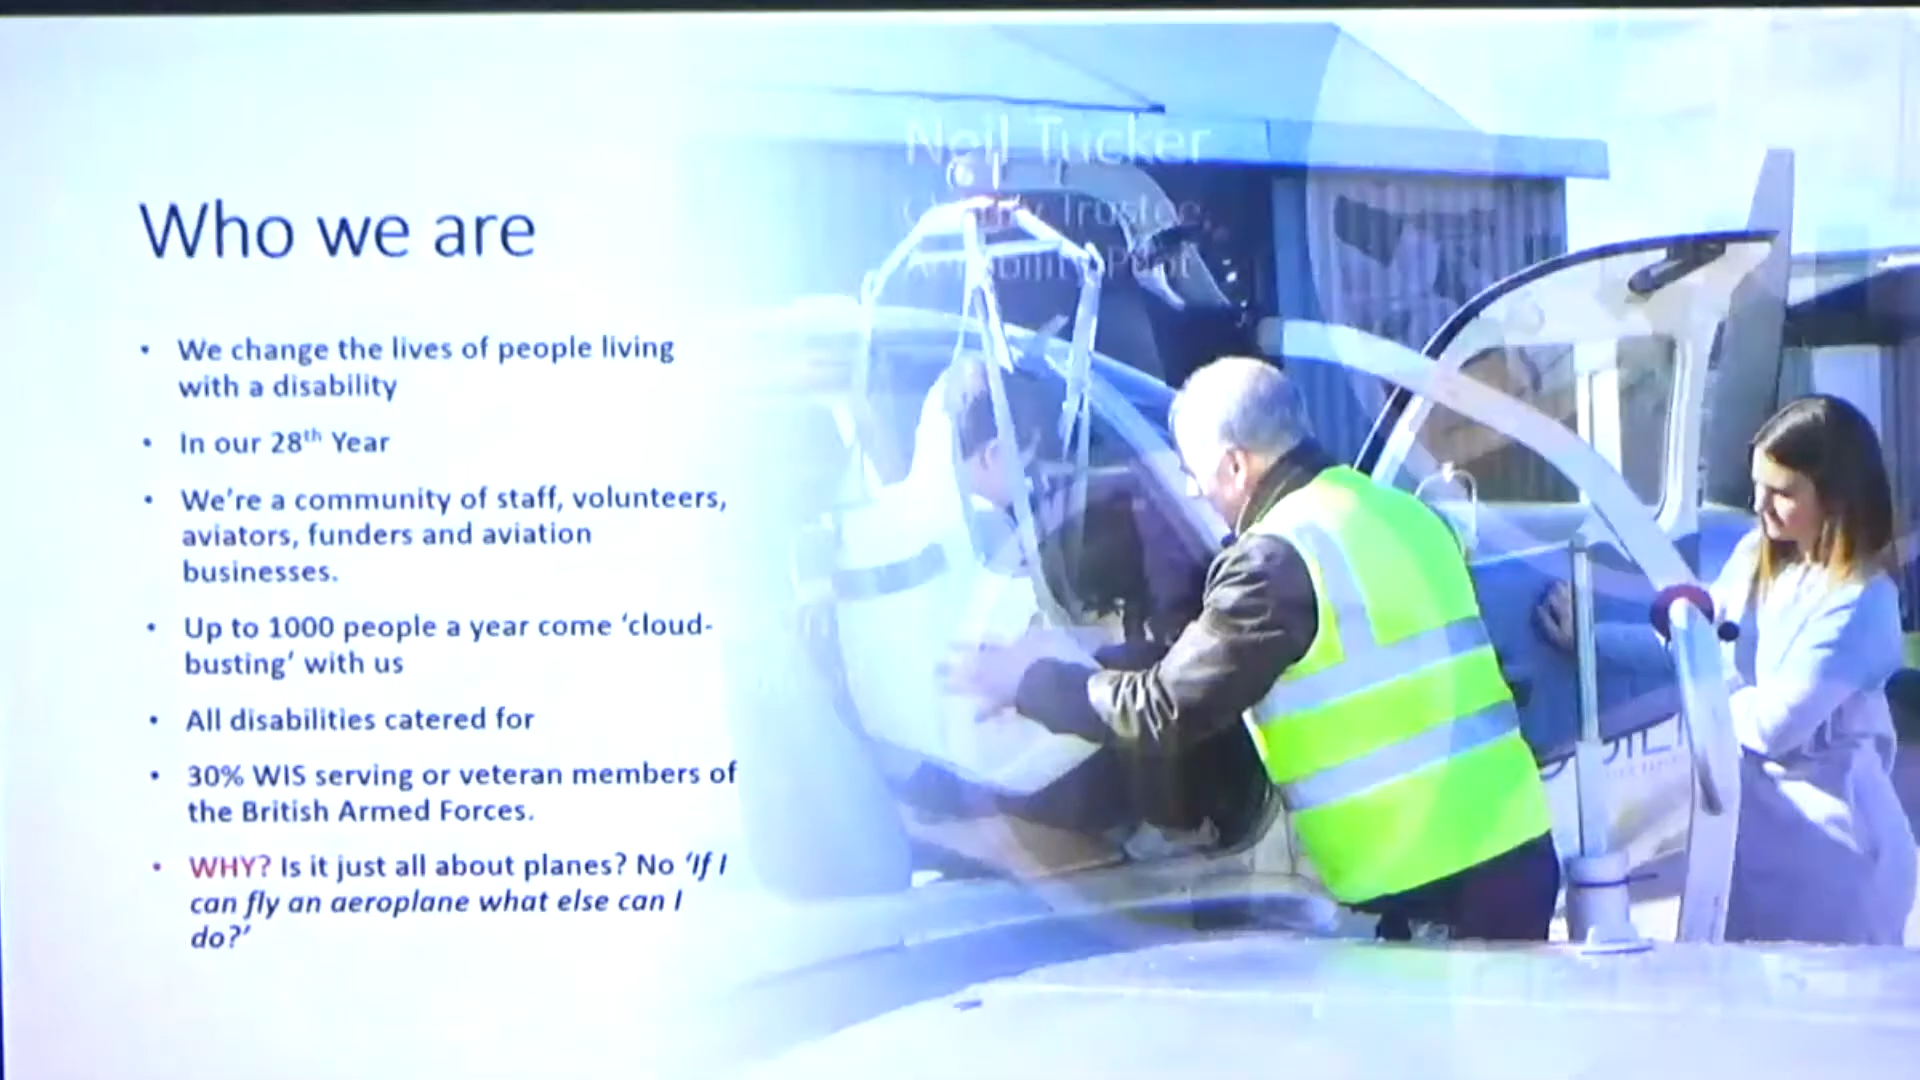 Who we are
• We change the lives of people living
with a disability
• In our 28th Year
• We're a community of staff, volunteers,
aviators, funders and aviation
businesses.
• Up to 1000 people a year come 'cloud-
busting' with us
• All disabilities catered for
• 30% WIS serving or veteran members of
the British Armed Forces.
• WHY? Is it just all about planes? No 'If I
can fly an aeroplane what else can I
do?'
Neil Tucker
Charity Trustee,
Pilot